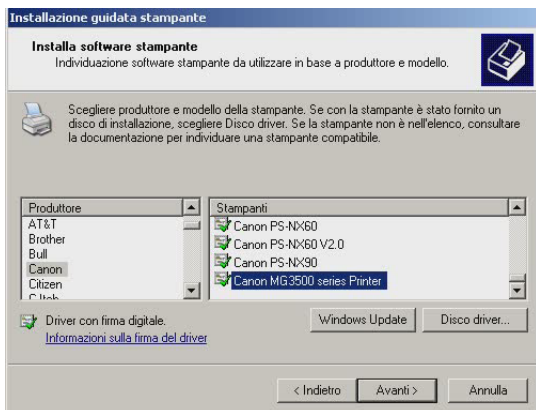 Installazione guidata stampante
Installa software stampante
Individuazione software stampante da utilizzare in base a produttore e modello.
Scegliere produttore e modello della stampante. Se con la stampante è stato fornito un
disco di installazione, scegliere Disco driver. Se la stampante non è nell'elenco, consultare
la documentazione per individuare una stampante compatibile.
Produttore
AT&T
Brother
Bull
Canon
Citizen
C.Itoh
Stampanti
Canon PS-NX60
Canon PS-NX60 V2.0
Canon PS-NX90
Canon MG3500 series Printer
Driver con firma digitale.
Informazioni sulla firma del driver
Windows Update
Disco driver...
< Indietro
Avanti >
Annulla